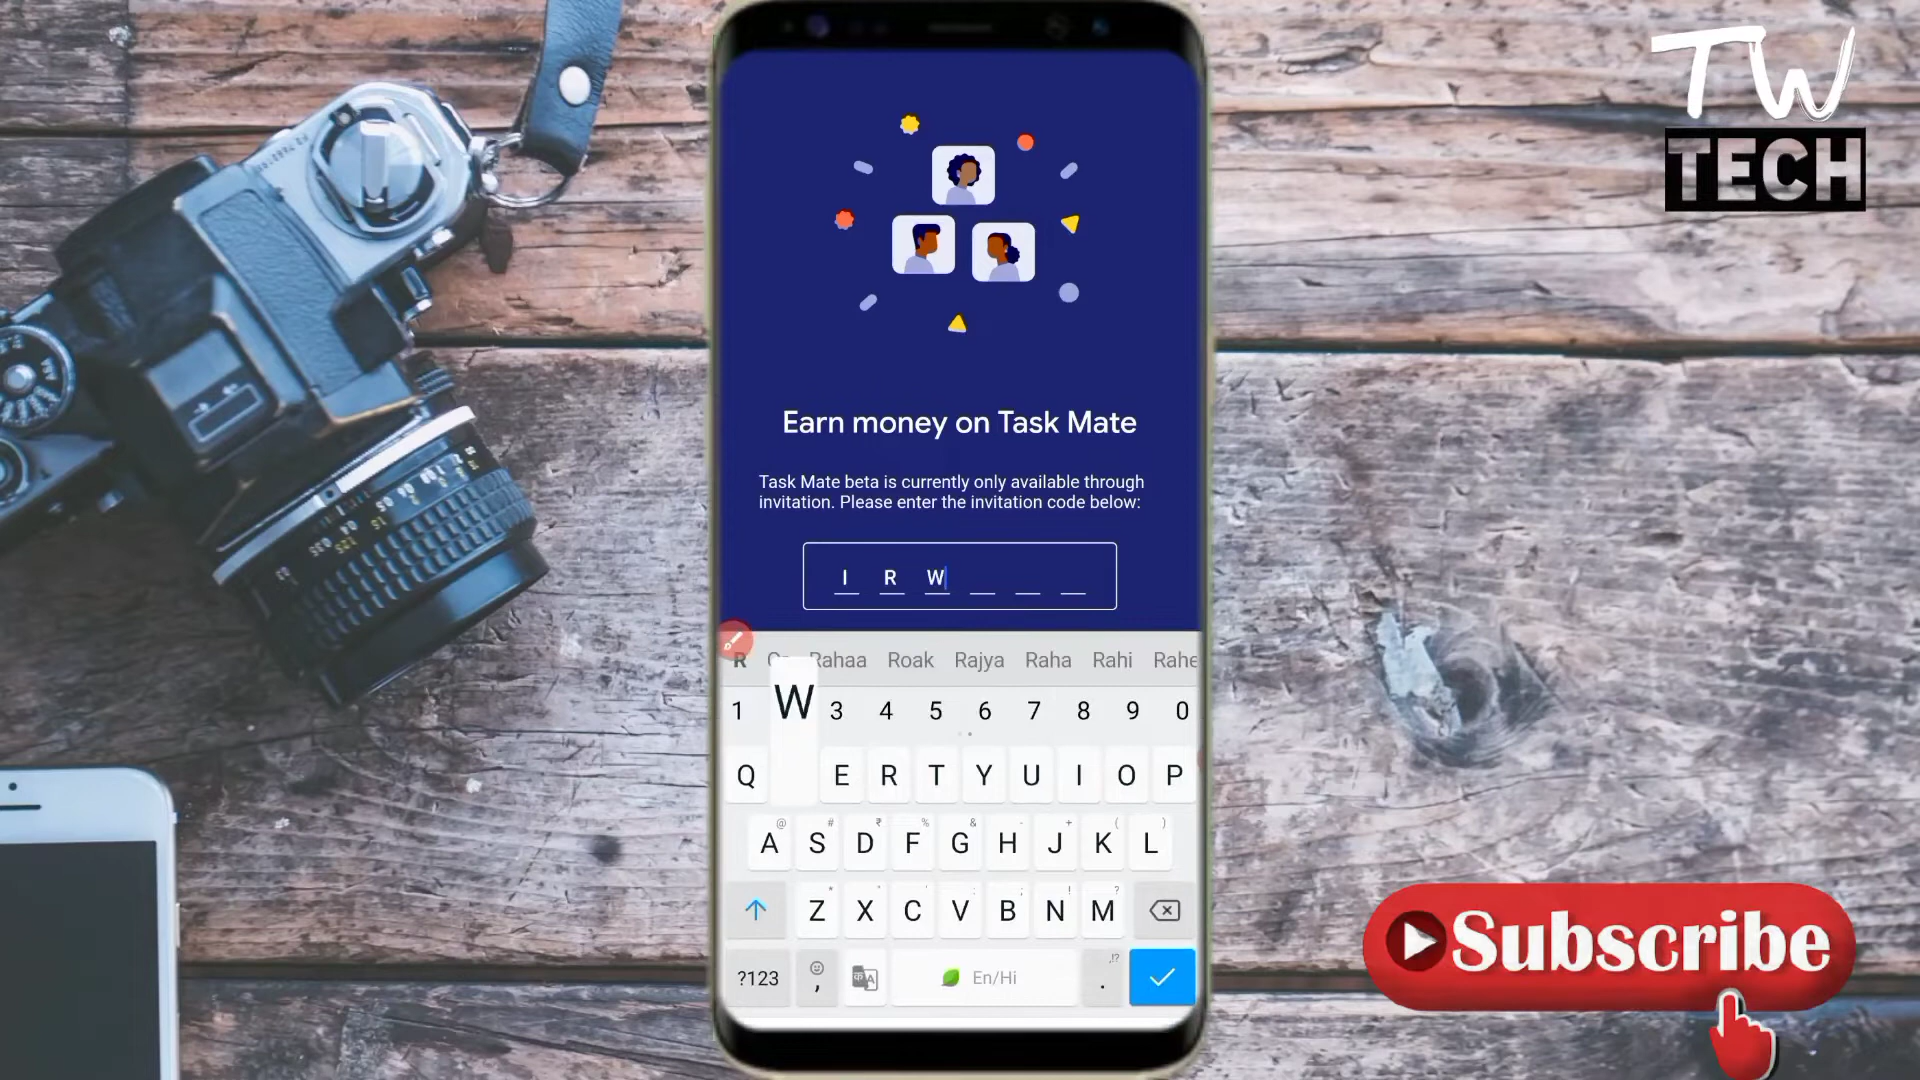 TW
TECH
Earn money on Task Mate
Task Mate beta is currently only available through
invitation. Please enter the invitation code below:
I R W
R Rahaa Roak Rajya Raha Rahi Rahe
1 W 3 4 5 6 7 8 9 0
Q E R T Y U I O P
@ # ₹ % & - + ( )
A S D F G H J K L
Z X C V B N M
?123 , En/Hi . ,!?
Subscribe